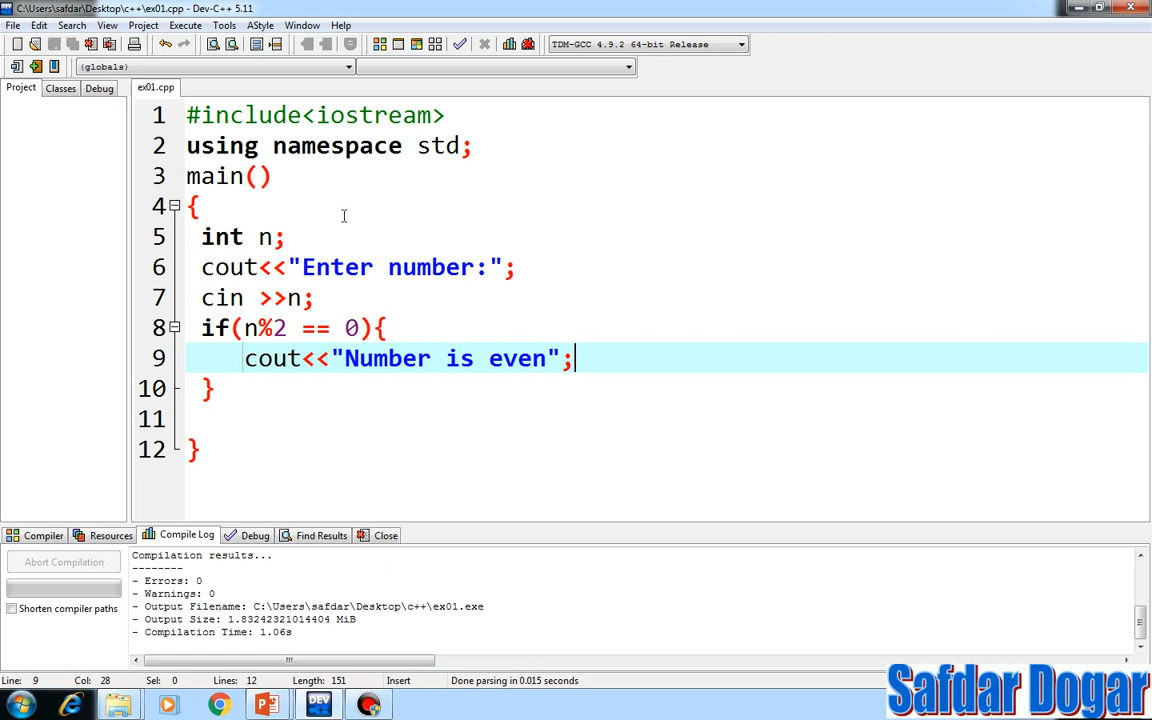 C:\Users\safdar\Desktop\c++\ex01.cpp - Dev-C++ 5.11
File Edit Search View Project Execute Tools AStyle Window Help
TDM-GCC 4.9.2 64-bit Release
(globals)
Project Classes Debug ex01.cpp
1 #include<iostream>
2 using namespace std;
3 main()
4 {
5 int n;
6 cout<<"Enter number:";
7 cin >>n;
8 if(n%2 == 0){
9 cout<<"Number is even";
10 }
11
12 }
Compiler Resources Compile Log Debug Find Results Close
Abort Compilation
Shorten compiler paths
Compilation results...
--------
- Errors: 0
- Warnings: 0
- Output Filename: C:\Users\safdar\Desktop\c++\ex01.exe
- Output Size: 1.83242321014404 MiB
- Compilation Time: 1.06s
Line: 9 Col: 28 Sel: 0 Lines: 12 Length: 151 Insert Done parsing in 0.015 seconds
DEV
Safdar Dogar